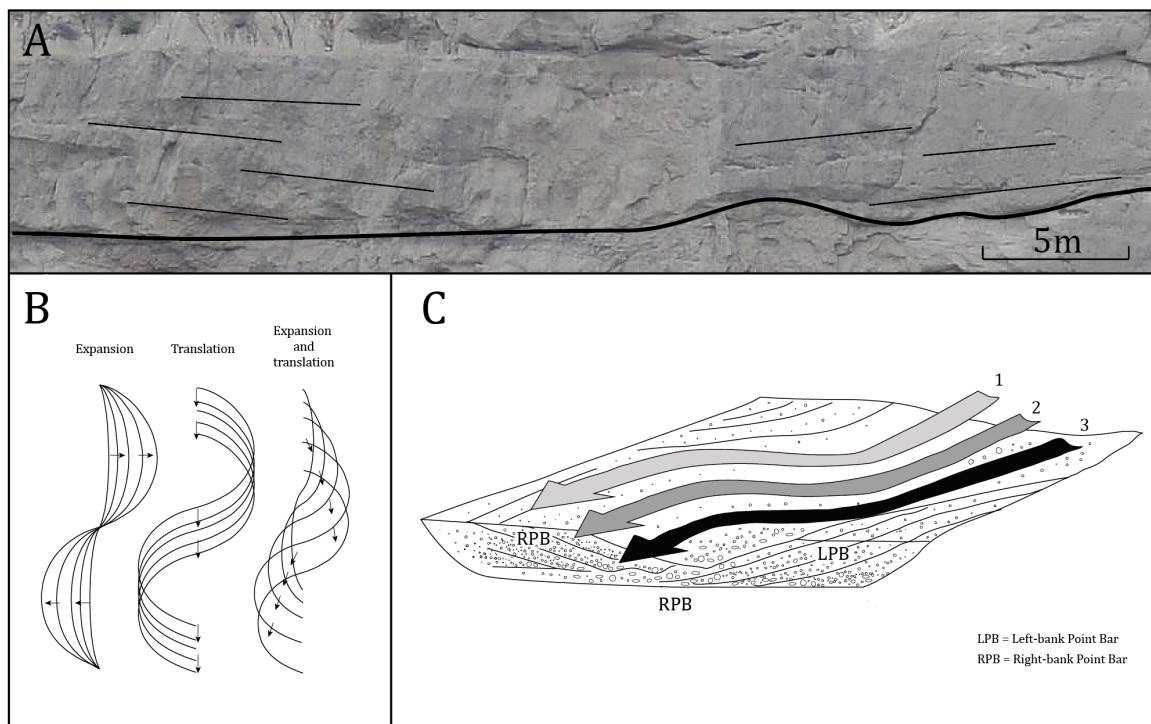 A
5m
B
Expansion
Translation
Expansion
and
translation
C
1
2
3
RPB
LPB
RPB
LPB = Left-bank Point Bar
RPB = Right-bank Point Bar